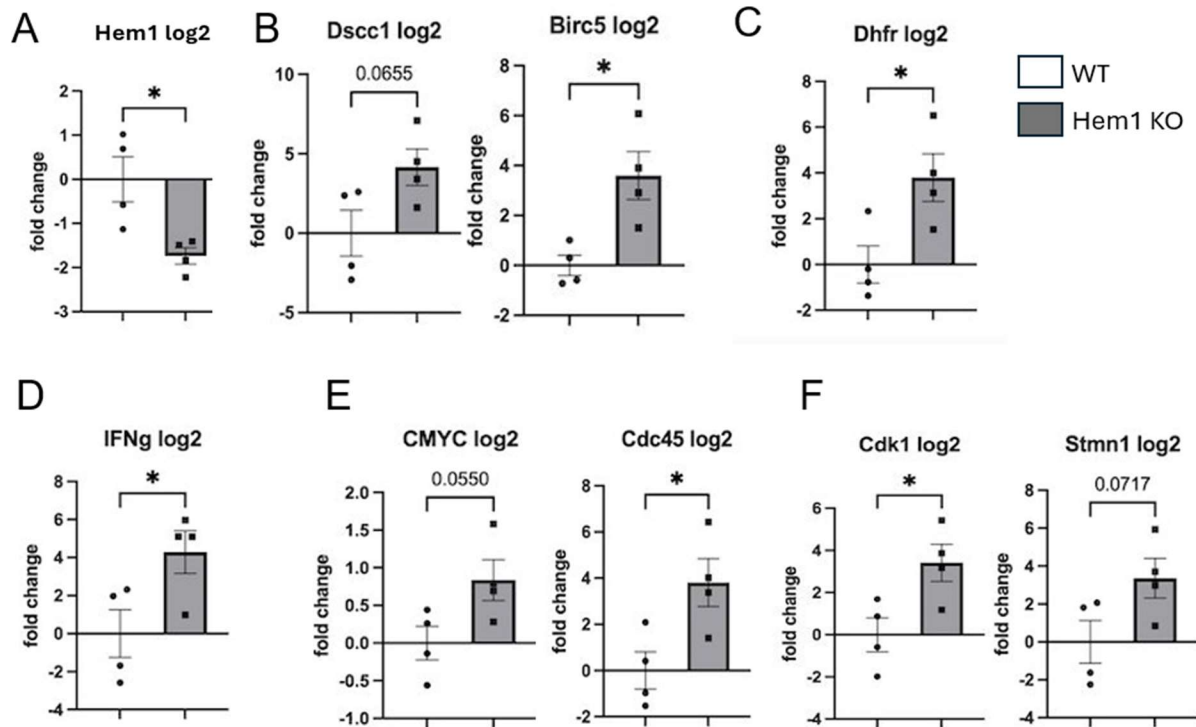 A
Hem1 log2
fold change
2
1
0
-1
-2
-3
*
B
Dscc1 log2
fold change
10
5
0
-5
0.0655
Birc5 log2
fold change
8
6
4
2
0
-2
*
C
Dhfr log2
fold change
8
6
4
2
0
-2
*
WT
Hem1 KO
D
IFNg log2
fold change
8
6
4
2
0
-2
-4
*
E
CMYC log2
fold change
2.0
1.5
1.0
0.5
0.0
-0.5
-1.0
0.0550
Cdc45 log2
fold change
8
6
4
2
0
-2
*
F
Cdk1 log2
fold change
6
4
2
0
-2
-4
*
Stmn1 log2
fold change
8
6
4
2
0
-2
-4
0.0717